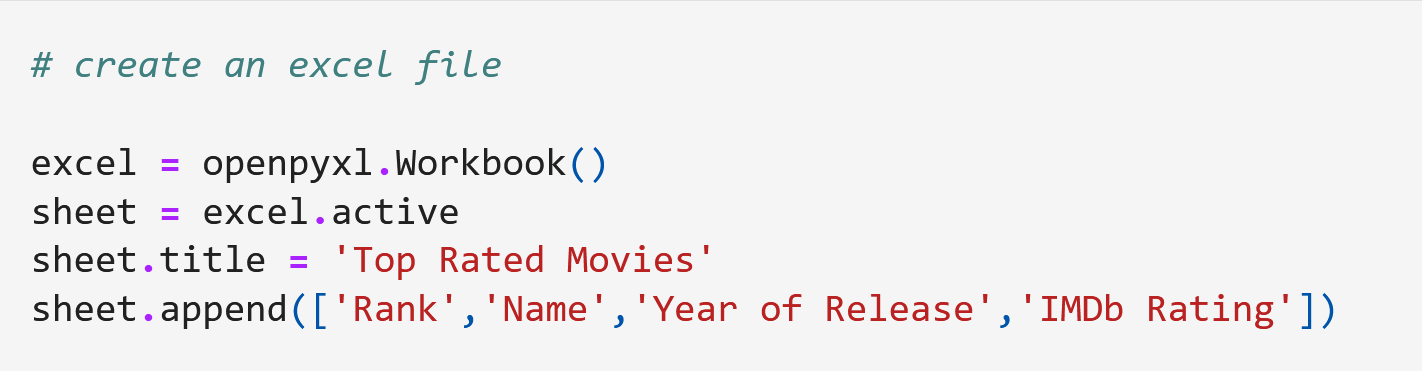 # create an excel file
excel = openpyxl.Workbook()
sheet = excel.active
sheet.title = 'Top Rated Movies'
sheet.append(['Rank','Name','Year of Release','IMDb Rating'])